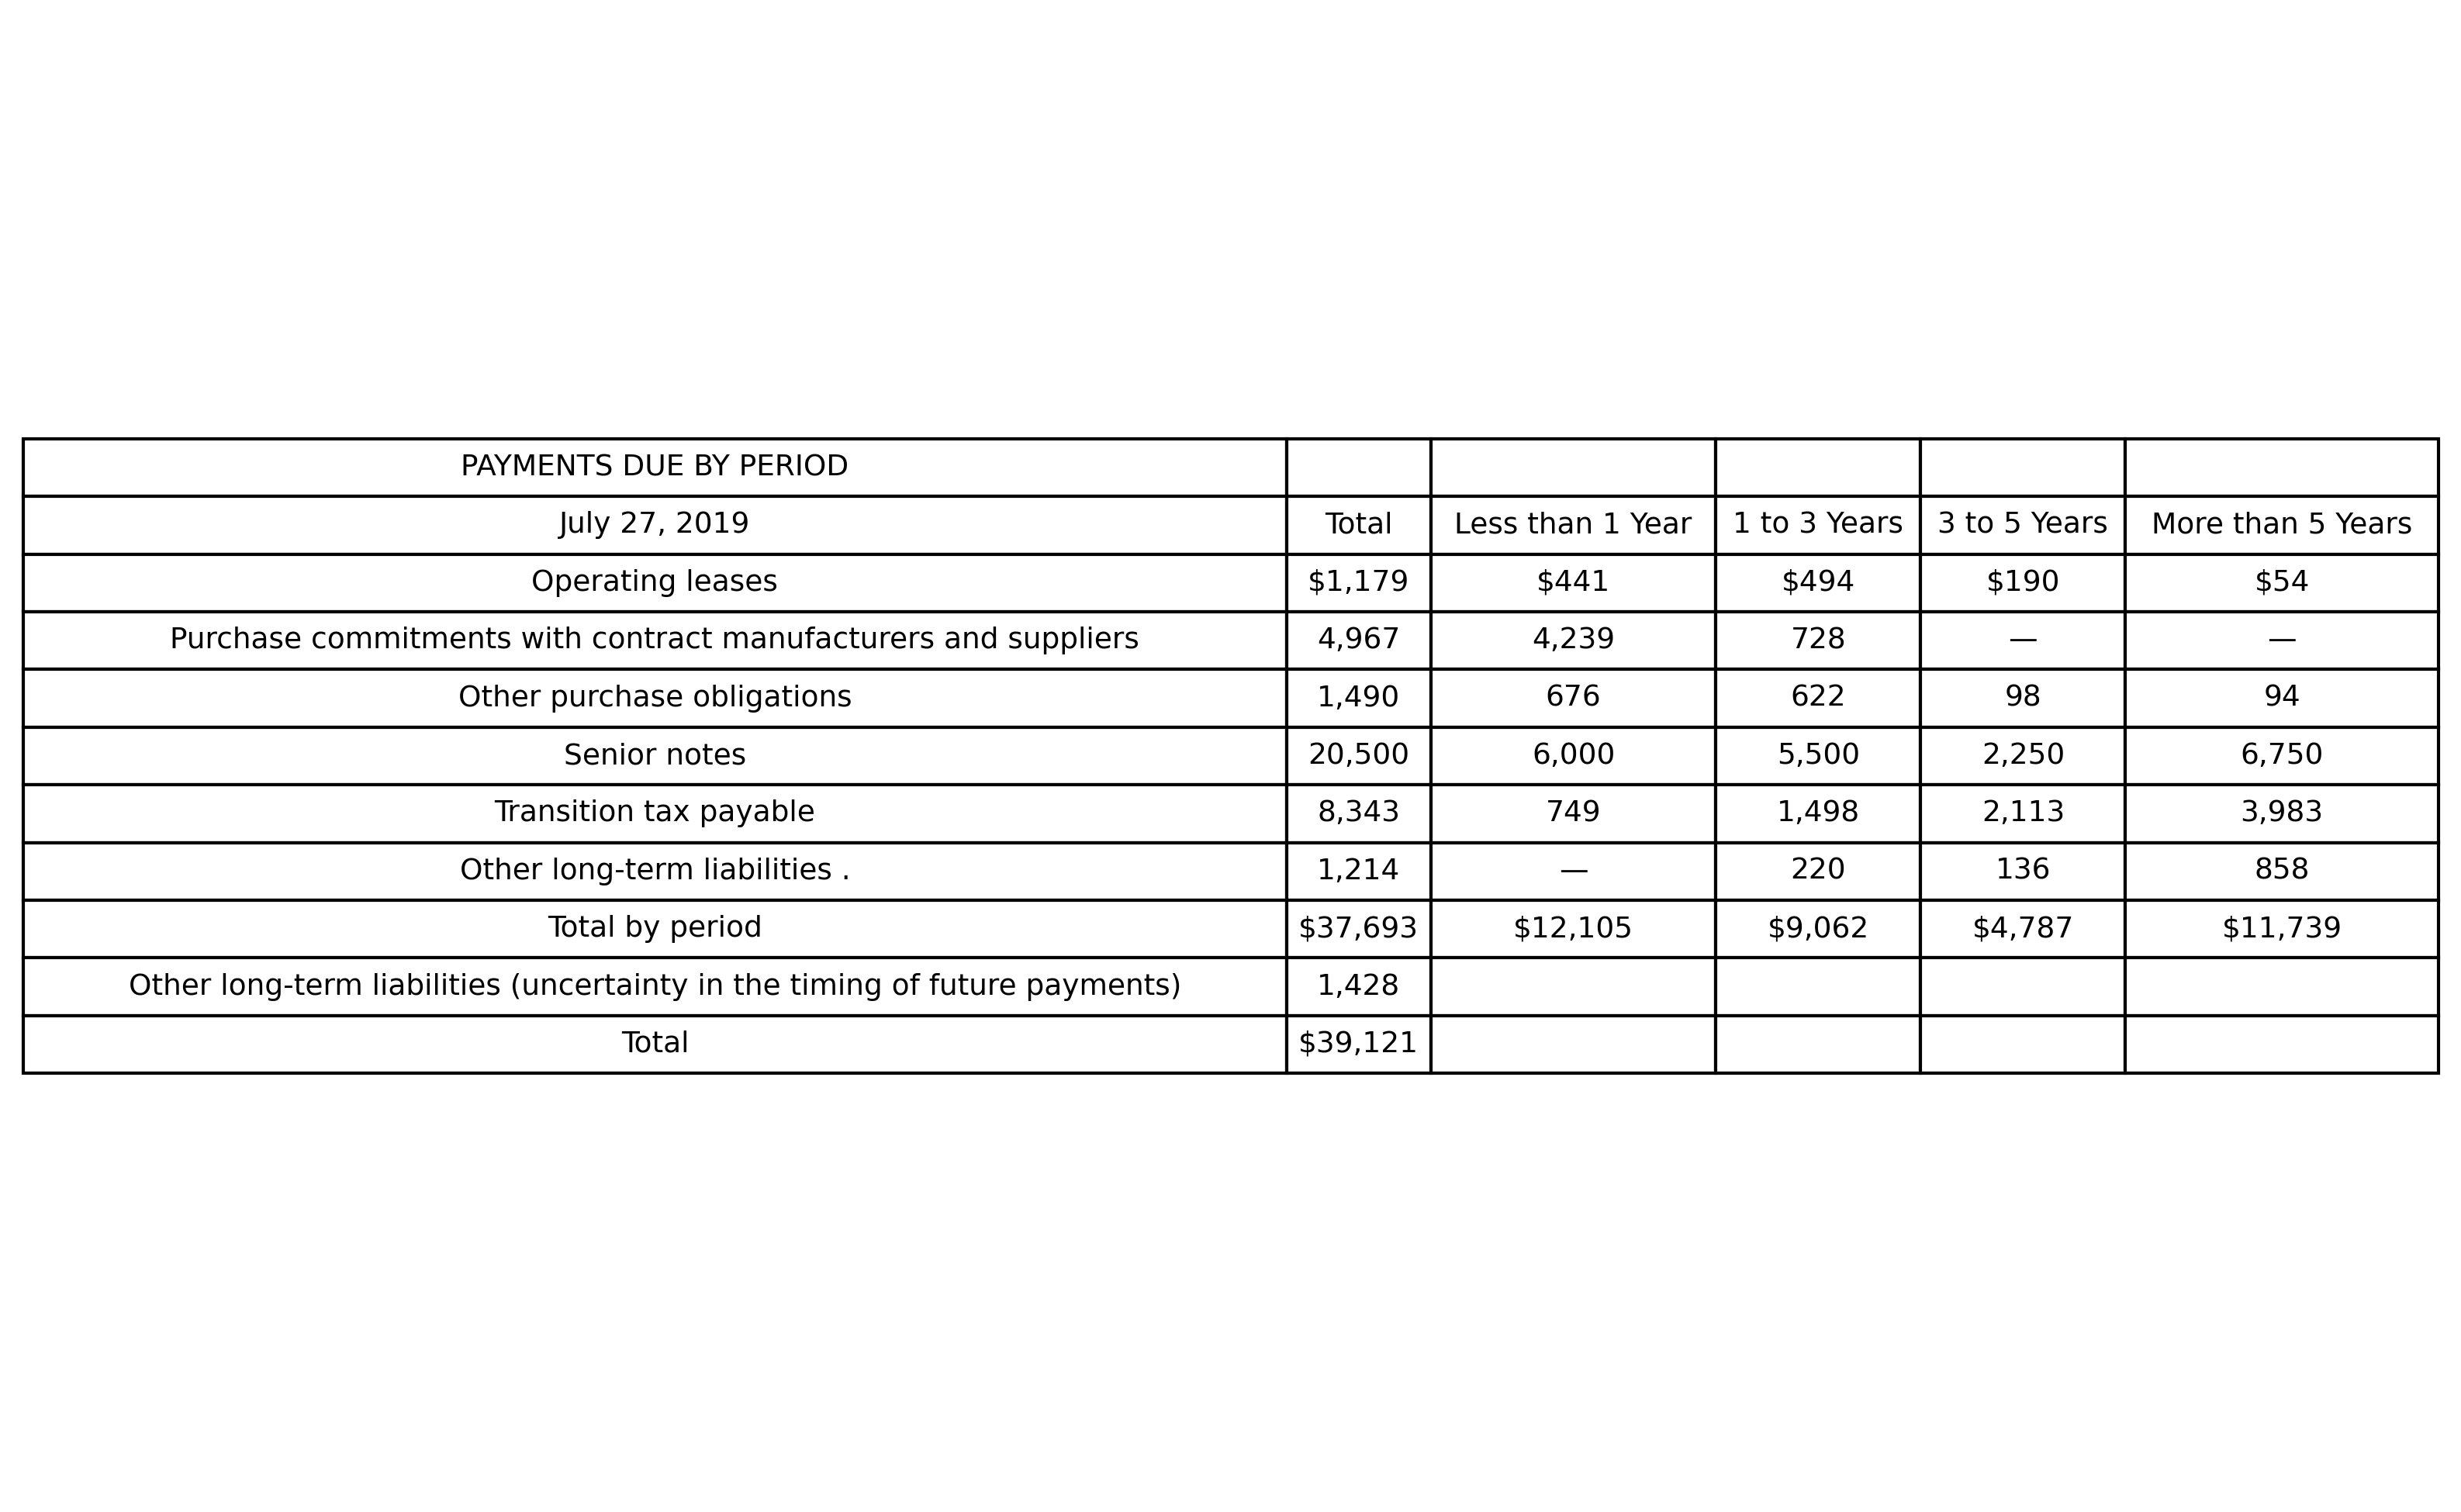 PAYMENTS DUE BY PERIOD
July 27, 2019 Total Less than 1 Year 1 to 3 Years 3 to 5 Years More than 5 Years
Operating leases $1,179 $441 $494 $190 $54
Purchase commitments with contract manufacturers and suppliers 4,967 4,239 728 — —
Other purchase obligations 1,490 676 622 98 94
Senior notes 20,500 6,000 5,500 2,250 6,750
Transition tax payable 8,343 749 1,498 2,113 3,983
Other long-term liabilities . 1,214 — 220 136 858
Total by period $37,693 $12,105 $9,062 $4,787 $11,739
Other long-term liabilities (uncertainty in the timing of future payments) 1,428
Total $39,121